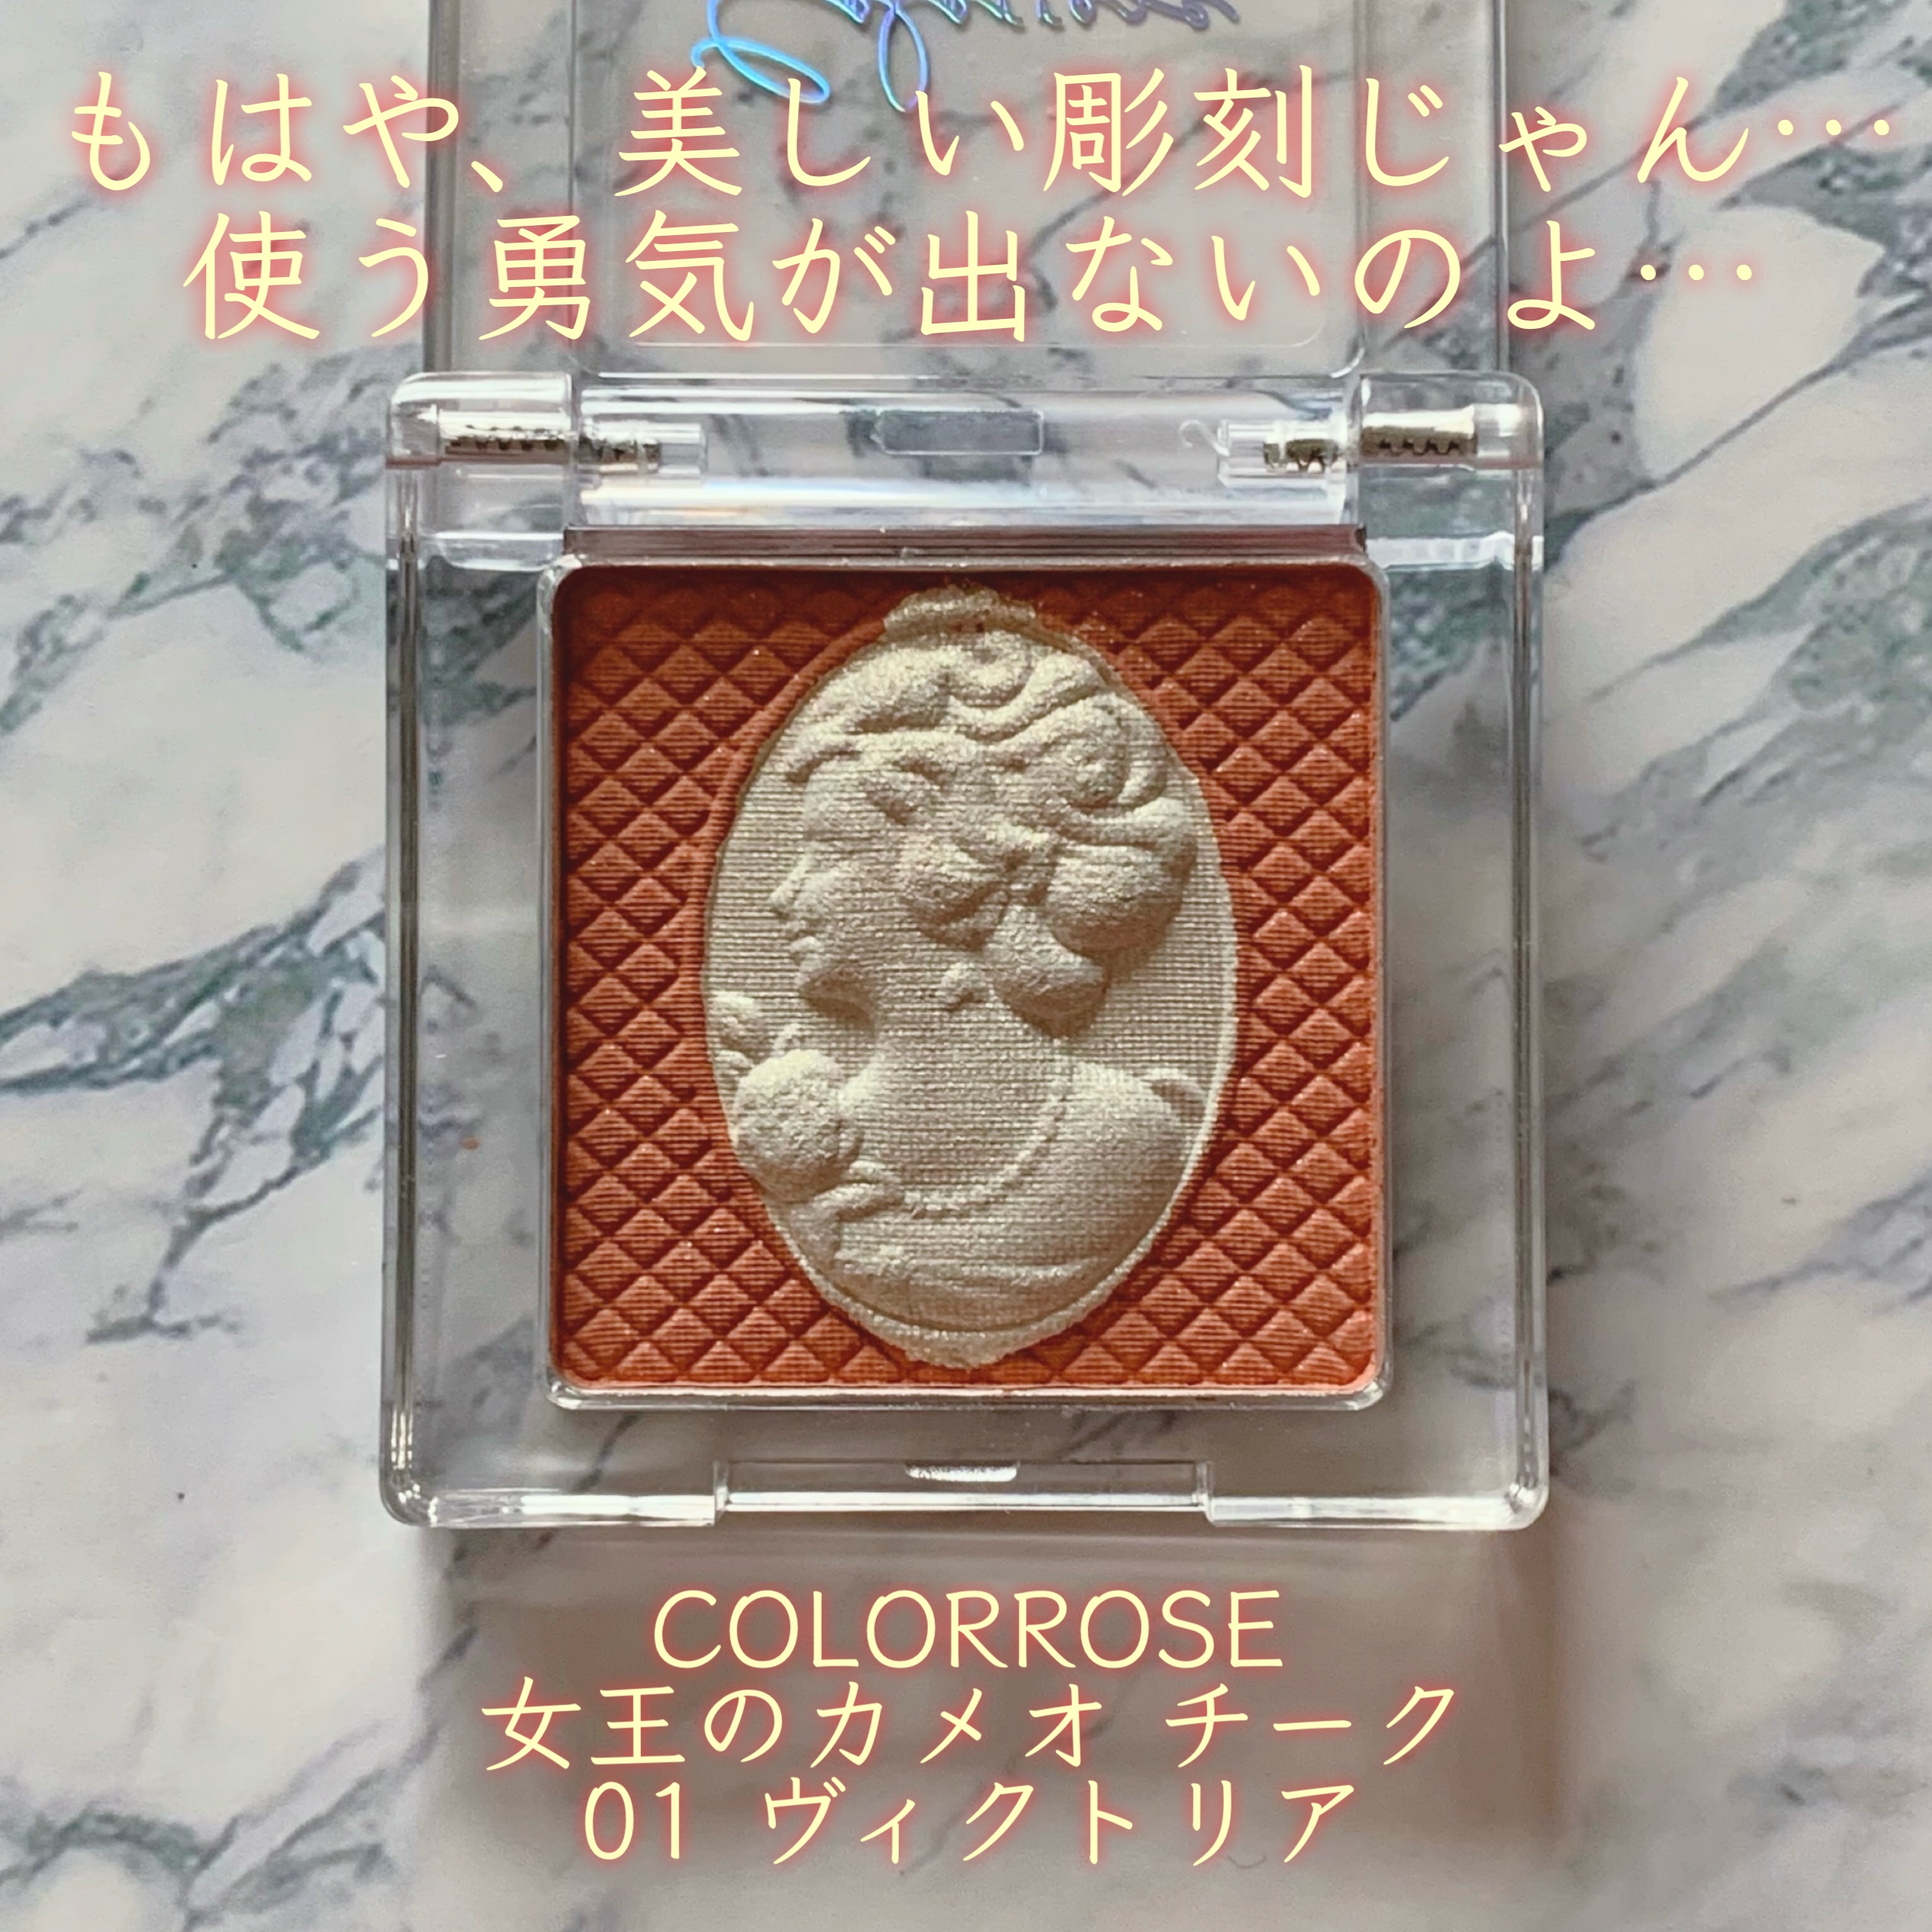 もはや、美しい彫刻じゃん…
使う勇気が出ないのよ…
COLORROSE
女王のカメオ チーク
01 ヴィクトリア